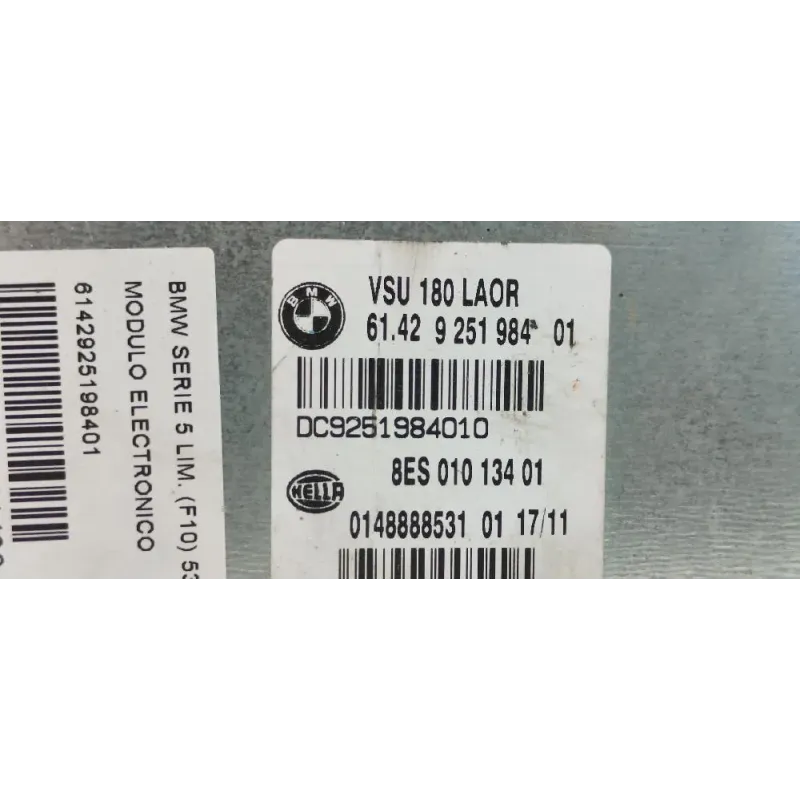 BMW SERIE 5 LIM. (F10) 53
MODULO ELECTRONICO
6142925198401
BMW
VSU 180 LAOR
61.42 9 251 984 01
DC9251984010
HELLA
8ES 010 134 01
0148888531 01 17/11